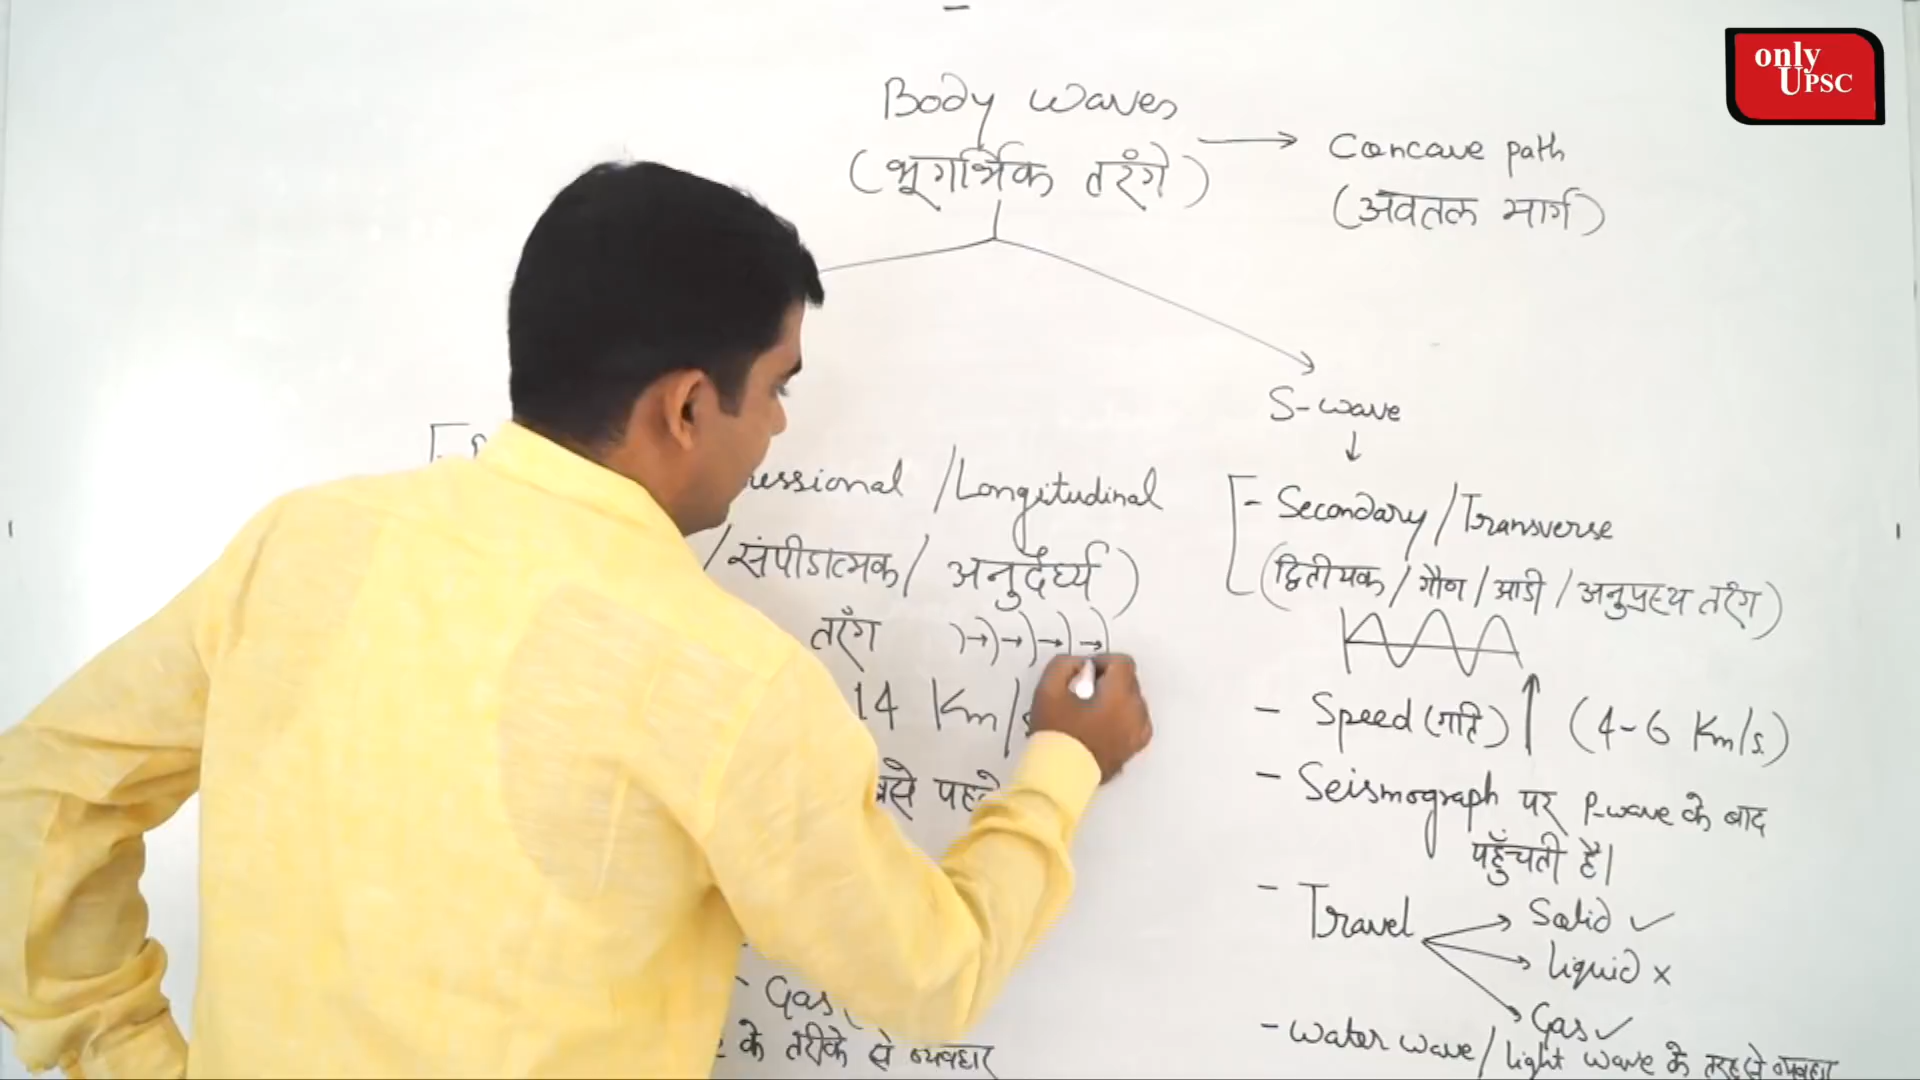 only
UPSC
Body waves
(भूगर्भिक तरंगे)
Concave path
(अवतल मार्ग)
S-wave
/Longitudinal
/संपीडात्मक/ अनुदैर्ध्य)
तरँग
14 Km/s
पहले
- Gas
के तरीके से व्यवहार
- Secondary/Transverse
(द्वितीयक/गौण/आडी/अनुप्रस्थ तरंग)
- Speed (गति) (4-6 Km/s.)
- Seismograph पर P-wave के बाद
पहुँचती है।
- Travel
Solid ✓
liquid ×
Gas ✓
- Water wave/light wave के तरह से व्यवहार